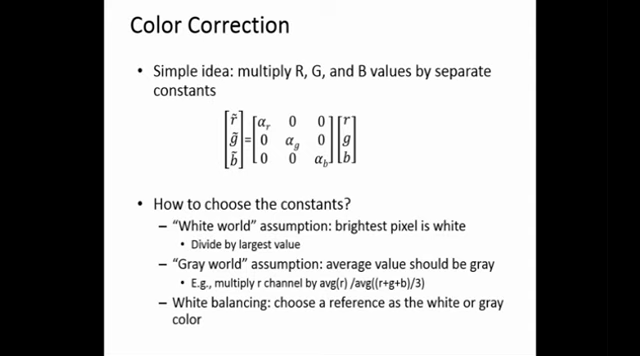 Color Correction
• Simple idea: multiply R, G, and B values by separate
constants
[r̃ g̃ b̃] = [αr 0 0; 0 αg 0; 0 0 αb] [r g b]
• How to choose the constants?
– “White world” assumption: brightest pixel is white
• Divide by largest value
– “Gray world” assumption: average value should be gray
• E.g., multiply r channel by avg(r) /avg((r+g+b)/3)
– White balancing: choose a reference as the white or gray
color